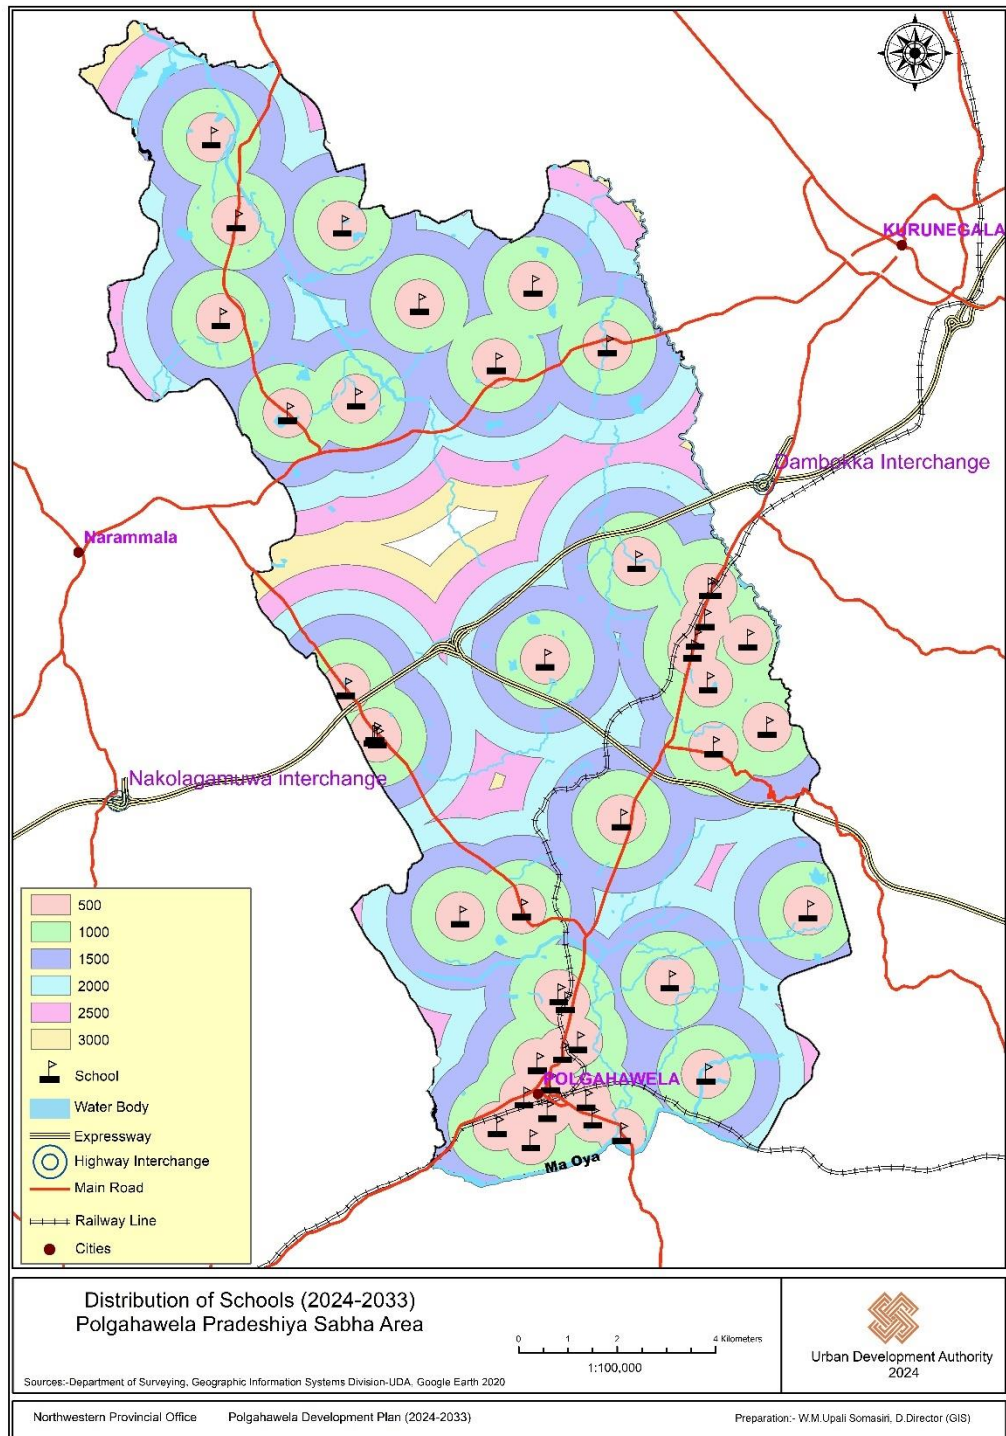 KURUNEGALA
Dambokka Interchange
Narammala
Nakolagamuwa interchange
POLGAHAWELA
Ma Oya
500
1000
1500
2000
2500
3000
School
Water Body
Expressway
Highway Interchange
Main Road
Railway Line
Cities
Distribution of Schools (2024-2033)
Polgahawela Pradeshiya Sabha Area
0 1 2 4 Kilometers
1:100,000
Sources:-Department of Surveying, Geographic Information Systems Division-UDA, Google Earth 2020
Urban Development Authority
2024
Northwestern Provincial Office Polgahawela Development Plan (2024-2033) Preparation:- W.M.Upali Somasiri, D.Director (GIS)